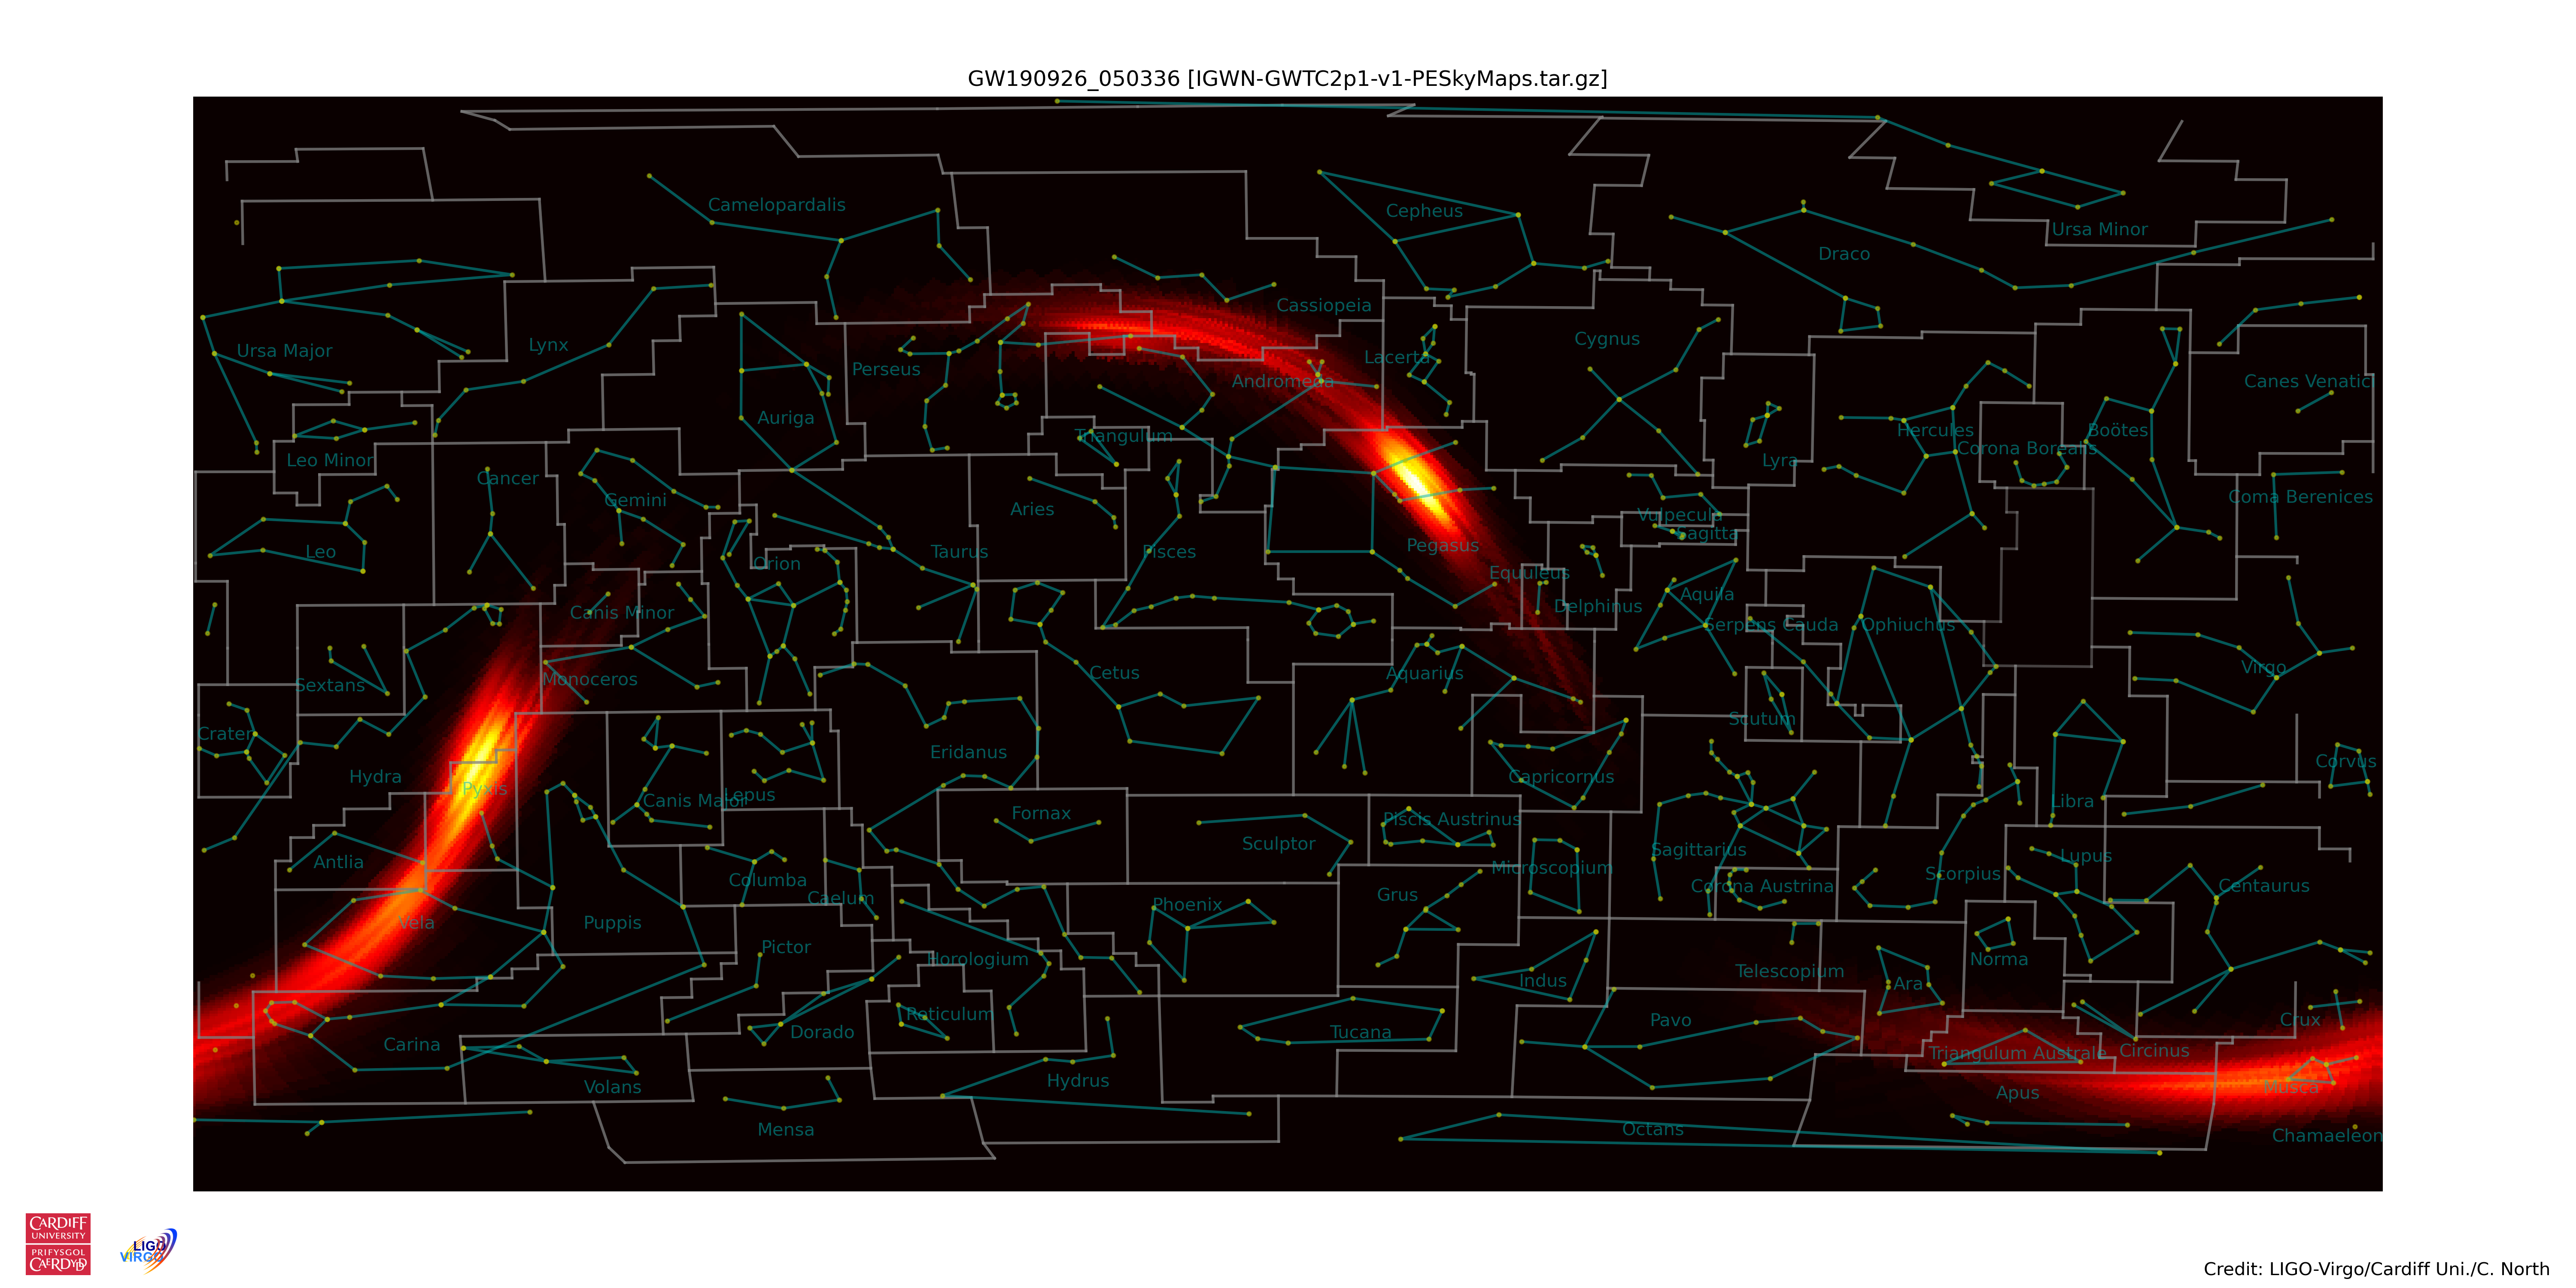 GW190926_050336 [IGWN-GWTC2p1-v1-PESkyMaps.tar.gz]
Camelopardalis
Cepheus
Ursa Minor
Draco
Cassiopeia
Cygnus
Lynx
Ursa Major
Lacerta
Perseus
Andromeda
Canes Venatici
Auriga
Hercules
Boötes
Triangulum
Corona Borealis
Leo Minor
Lyra
Cancer
Gemini
Coma Berenices
Aries
Vulpecula
Sagitta
Pegasus
Leo
Taurus
Pisces
Orion
Equuleus
Aquila
Delphinus
Canis Minor
Serpens Cauda
Ophiuchus
Virgo
Cetus
Aquarius
Monoceros
Sextans
Scutum
Crater
Eridanus
Corvus
Hydra
Capricornus
Pyxis
Lepus
Canis Major
Libra
Fornax
Piscis Austrinus
Sculptor
Sagittarius
Lupus
Antlia
Microscopium
Scorpius
Columba
Corona Austrina
Centaurus
Grus
Caelum
Phoenix
Vela
Puppis
Pictor
Horologium
Norma
Telescopium
Indus
Ara
Reticulum
Pavo
Crux
Dorado
Tucana
Carina
Circinus
Triangulum Australe
Hydrus
Volans
Musca
Apus
Mensa
Octans
Chamaeleon
CARDIFF
UNIVERSITY
PRIFYSGOL
CAERDYDD
LIGO
VIRGO
Credit: LIGO-Virgo/Cardiff Uni./C. North